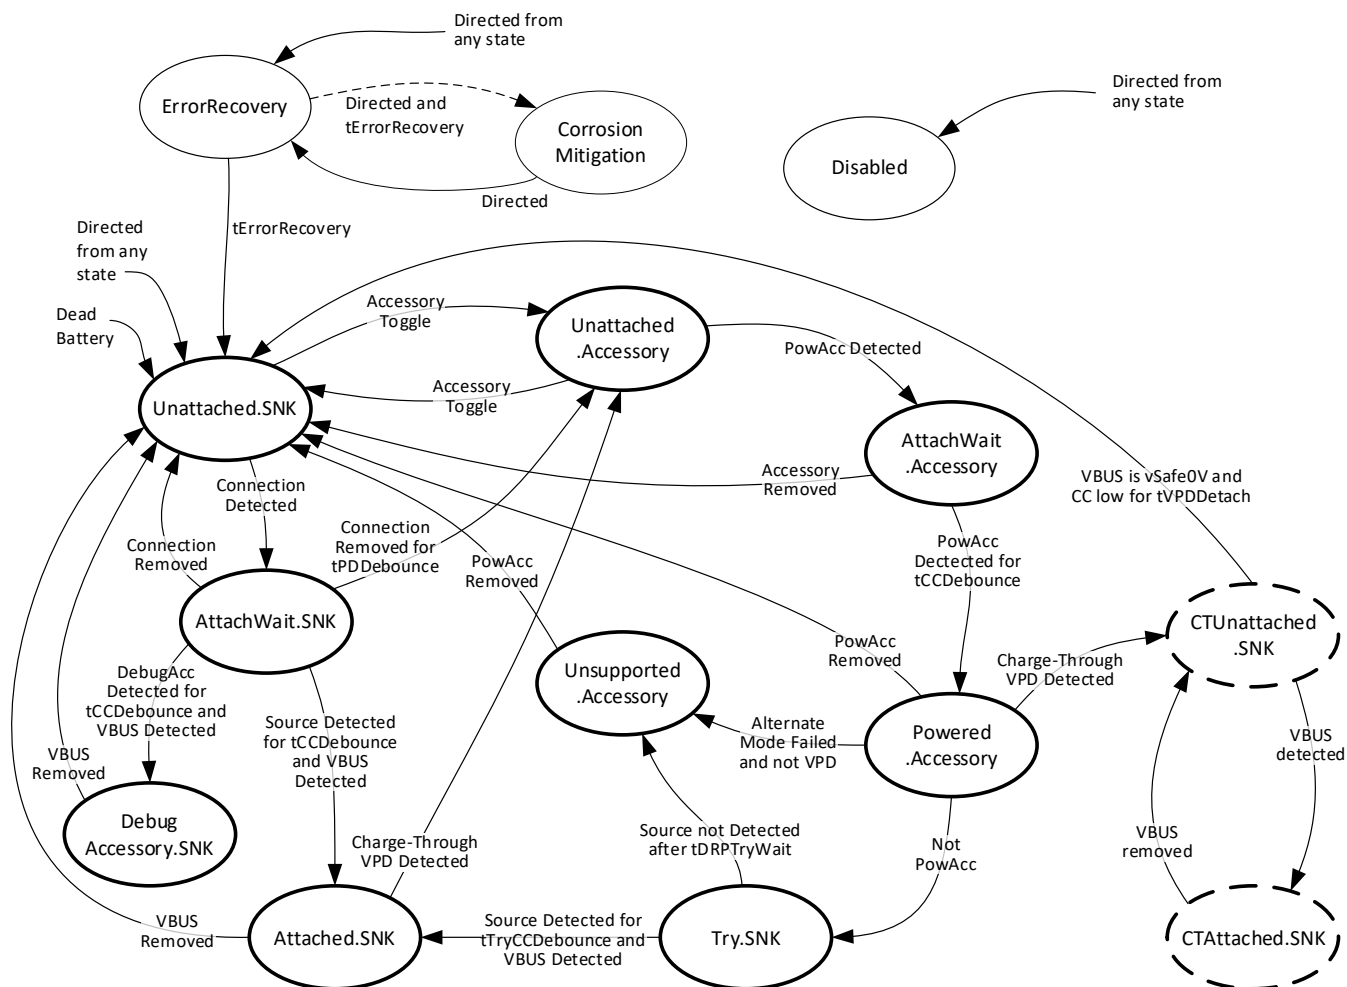 Directed from
any state
ErrorRecovery
Directed and
tErrorRecovery
Corrosion
Mitigation
Directed
Directed from
any state
Disabled
tErrorRecovery
Directed
from any
state
Dead
Battery
Accessory
Toggle
Unattached
.Accessory
PowAcc Detected
Accessory
Toggle
Unattached.SNK
AttachWait
.Accessory
Accessory
Removed
VBUS is vSafe0V and
CC low for tVPDDetach
Connection
Detected
Connection
Removed
Connection
Removed for
tPDDebounce
PowAcc
Removed
PowAcc
Dectected for
tCCDebounce
AttachWait.SNK
CTUnattached
.SNK
DebugAcc
Detected for
tCCDebounce and
VBUS Detected
Unsupported
.Accessory
PowAcc
Removed
Charge-Through
VPD Detected
Source Detected
for tCCDebounce
and VBUS
Detected
Alternate
Mode Failed
and not VPD
Powered
.Accessory
VBUS
detected
VBUS
Removed
Debug
Accessory.SNK
Charge-Through
VPD Detected
Source not Detected
after tDRPTryWait
Not
PowAcc
VBUS
removed
VBUS
Removed
Attached.SNK
Source Detected for
tTryCCDebounce and
VBUS Detected
Try.SNK
CTAttached.SNK